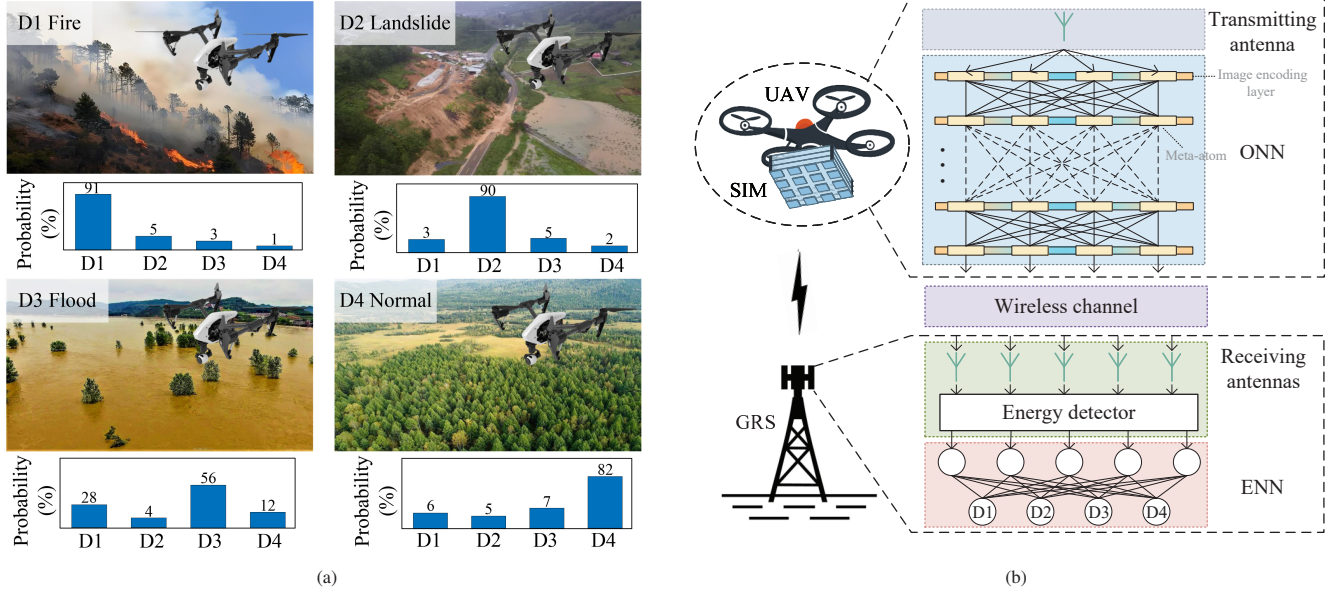 D1 Fire
D2 Landslide
Probability
(%)
91
5
3
1
D1
D2
D3
D4
Probability
(%)
3
90
5
2
D1
D2
D3
D4
D3 Flood
D4 Normal
Probability
(%)
28
4
56
12
D1
D2
D3
D4
Probability
(%)
6
5
7
82
D1
D2
D3
D4
(a)
UAV
SIM
GRS
Transmitting
antenna
Image encoding
layer
Meta-atom
ONN
Wireless channel
Receiving
antennas
Energy detector
ENN
D1
D2
D3
D4
(b)